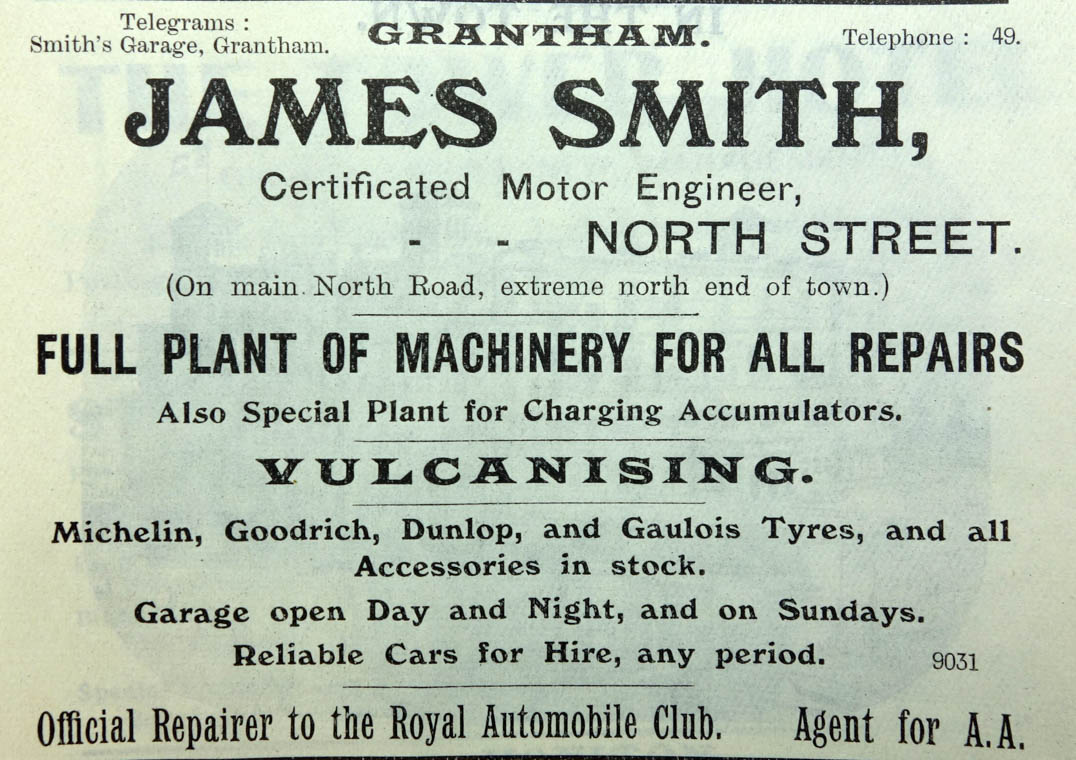 Telegrams :
Smith's Garage, Grantham.
GRANTHAM.
Telephone : 49.
JAMES SMITH,
Certificated Motor Engineer,
- - NORTH STREET.
(On main North Road, extreme north end of town.)
FULL PLANT OF MACHINERY FOR ALL REPAIRS
Also Special Plant for Charging Accumulators.
VULCANISING.
Michelin, Goodrich, Dunlop, and Gaulois Tyres, and all
Accessories in stock.
Garage open Day and Night, and on Sundays.
Reliable Cars for Hire, any period.
9031
Official Repairer to the Royal Automobile Club. Agent for A.A.